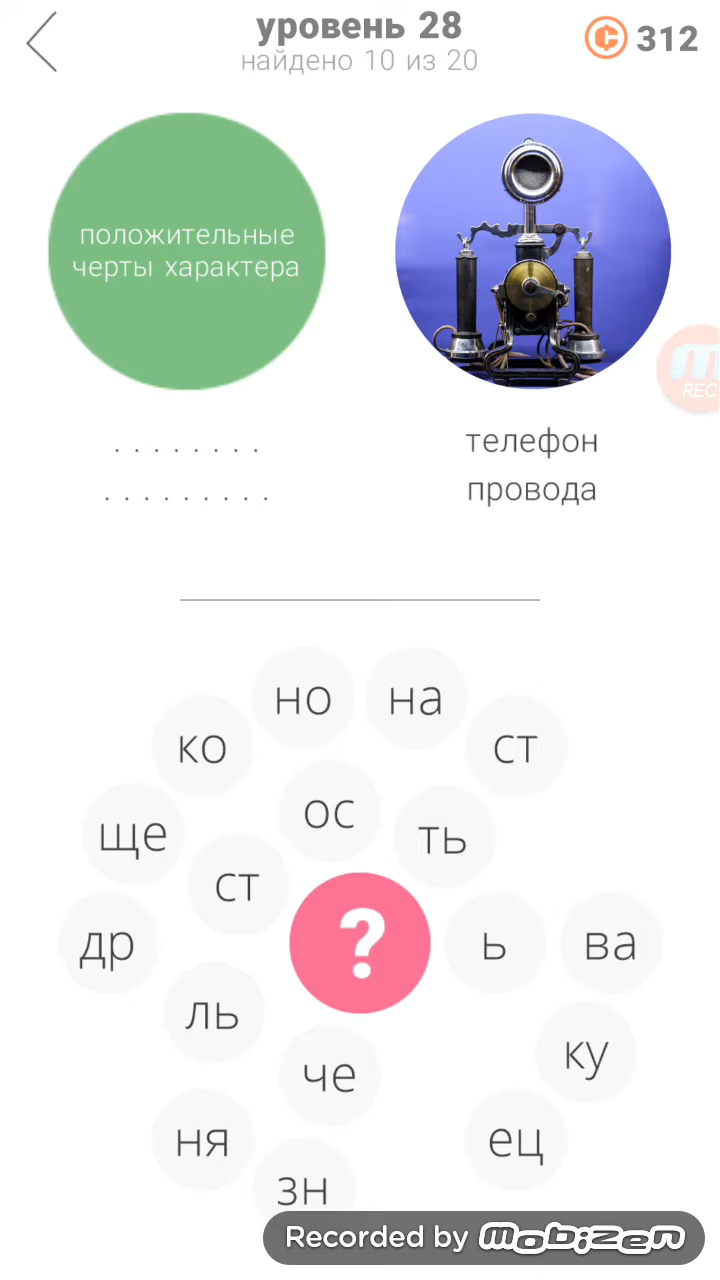 уровень 28
найдено 10 из 20
312
положительные
черты характера
REC
. . . . . . . .
телефон
. . . . . . . . .
провода
но
на
ко
ст
ос
ще
ть
ст
?
др
ь
ва
ль
ку
че
ня
ец
зн
Recorded by mobizen